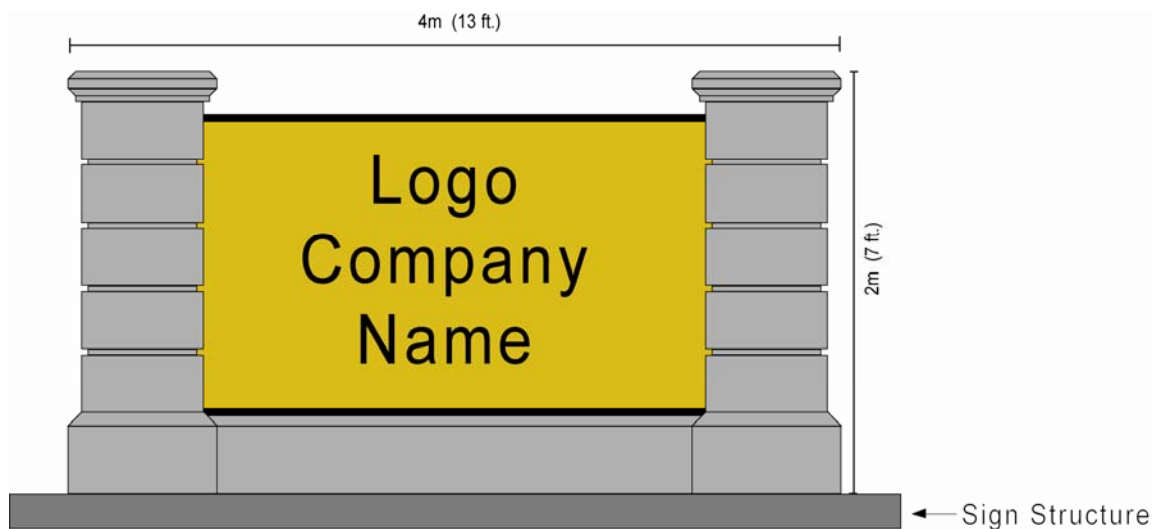 4m (13 ft.)
Logo
Company
Name
2m (7 ft.)
Sign Structure